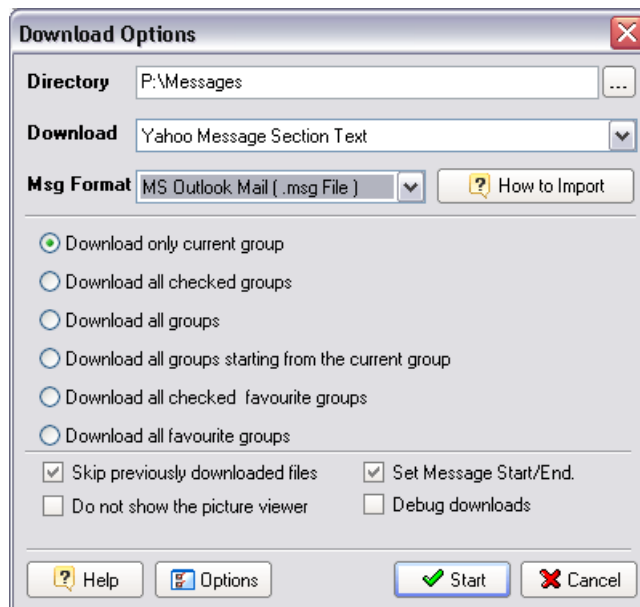 Download Options
Directory P:\Messages ...
Download Yahoo Message Section Text
Msg Format MS Outlook Mail ( .msg File ) How to Import
Download only current group
Download all checked groups
Download all groups
Download all groups starting from the current group
Download all checked  favourite groups
Download all favourite groups
Skip previously downloaded files Set Message Start/End.
Do not show the picture viewer Debug downloads
Help Options Start Cancel